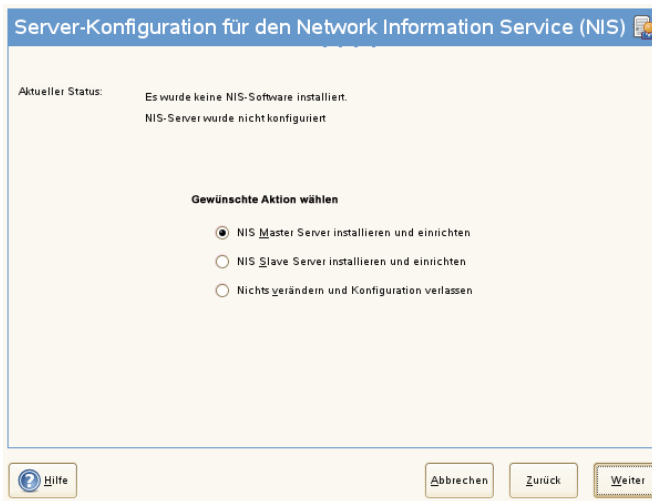 Server-Konfiguration für den Network Information Service (NIS)
Aktueller Status:
Es wurde keine NIS-Software installiert.
NIS-Server wurde nicht konfiguriert
Gewünschte Aktion wählen
NIS Master Server installieren und einrichten
NIS Slave Server installieren und einrichten
Nichts verändern und Konfiguration verlassen
Hilfe
Abbrechen
Zurück
Weiter